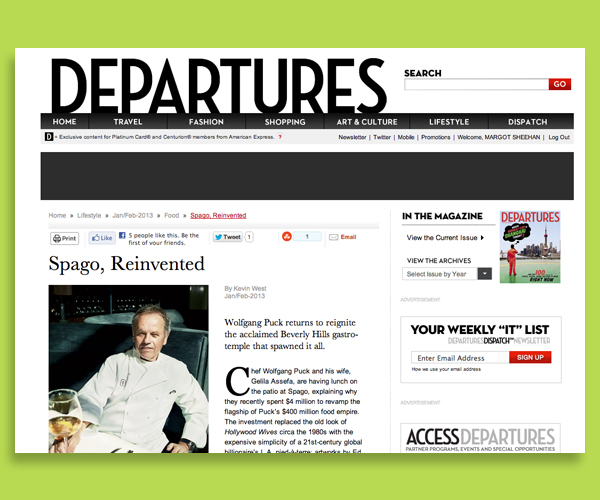 DEPARTURES
SEARCH
GO
HOME TRAVEL FASHION SHOPPING ART & CULTURE LIFESTYLE DISPATCH
D = Exclusive content for Platinum Card® and Centurion® members from American Express. ?
Newsletter | Twitter | Mobile | Promotions | Welcome, MARGOT SHEEHAN | Log Out
Home » Lifestyle » Jan/Feb-2013 » Food » Spago, Reinvented
Print
Like
5 people like this. Be the
first of your friends.
Tweet 1
1
Email
Spago, Reinvented
By Kevin West
Jan/Feb-2013
Wolfgang Puck returns to reignite
the acclaimed Beverly Hills gastro-
temple that spawned it all.
Chef Wolfgang Puck and his wife,
Gelila Assefa, are having lunch on
the patio at Spago, explaining why
they recently spent $4 million to revamp the
flagship of Puck's $400 million food empire.
The investment replaced the old look of
Hollywood Wives circa the 1980s with the
expensive simplicity of a 21st-century global
billionaire's L.A. pied-à-terre: artworks by Ed
IN THE MAGAZINE
View the Current Issue
VIEW THE ARCHIVES
Select Issue by Year
DEPARTURES
100
RIGHT NOW
ADVERTISEMENT
YOUR WEEKLY "IT" LIST
DEPARTURESDISPATCH NEWSLETTER
Enter Email Address
SIGN UP
How we use your email address
ADVERTISEMENT
ACCESSDEPARTURES
PARTNER PROGRAMS, EVENTS AND SPECIAL OPPORTUNITIES